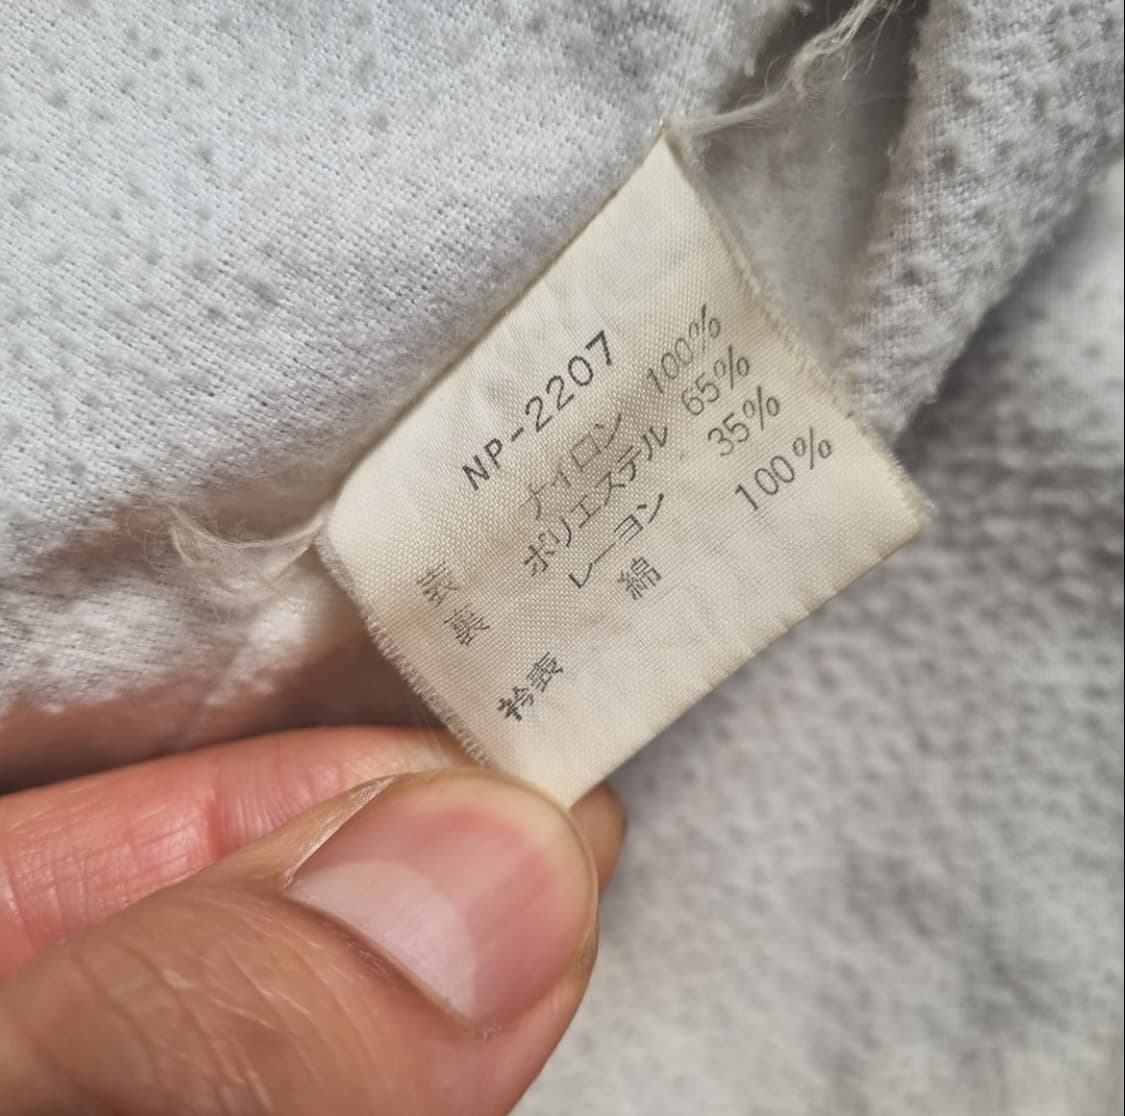 NP-2207
表 ナイロン 100%
裏 ポリエステル 65%
レーヨン 35%
衿表 綿 100%